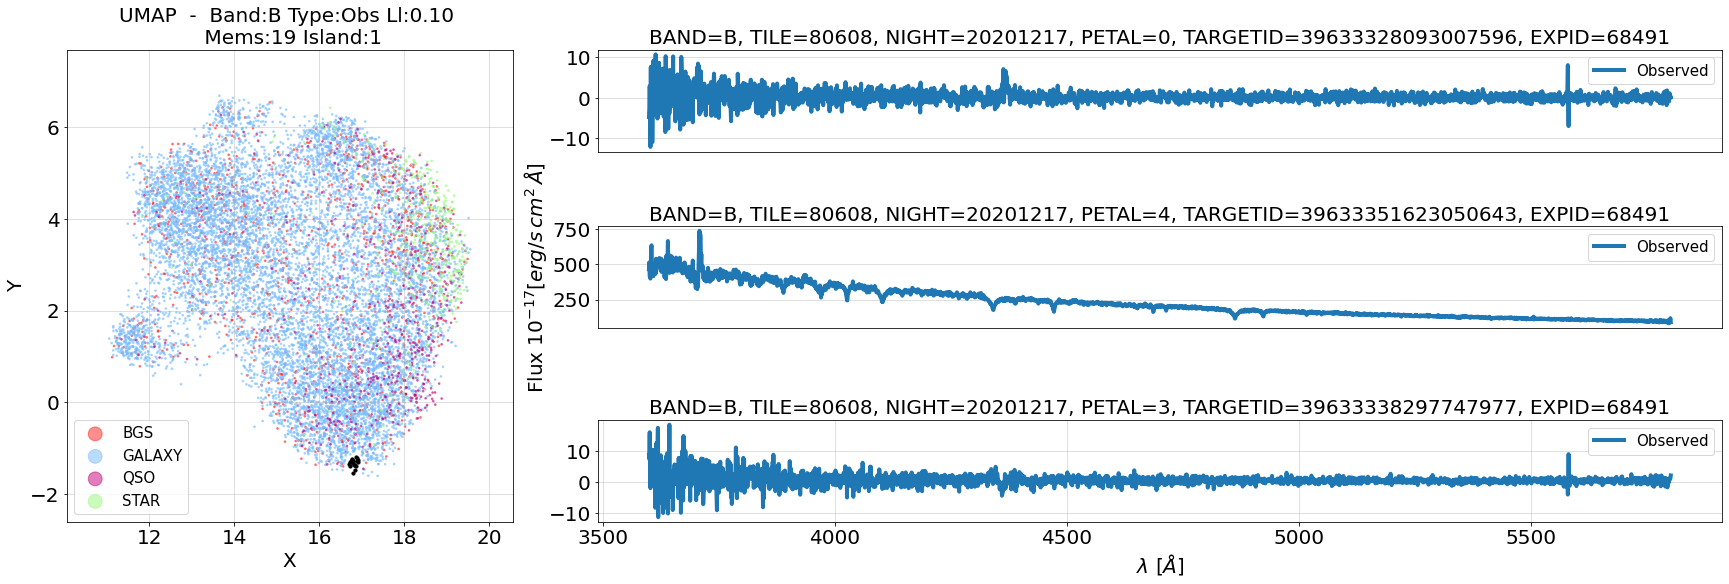 UMAP - Band:B Type:Obs Ll:0.10
Mems:19 Island:1
6
4
2
0
−2
Y
12
14
16
18
20
X
BGS
GALAXY
QSO
STAR
Flux 10⁻¹⁷[erg/s cm² Å]
BAND=B, TILE=80608, NIGHT=20201217, PETAL=0, TARGETID=39633328093007596, EXPID=68491
10
0
−10
Observed
BAND=B, TILE=80608, NIGHT=20201217, PETAL=4, TARGETID=39633351623050643, EXPID=68491
750
500
250
Observed
BAND=B, TILE=80608, NIGHT=20201217, PETAL=3, TARGETID=39633338297747977, EXPID=68491
10
0
−10
Observed
3500
4000
4500
5000
5500
λ [Å]